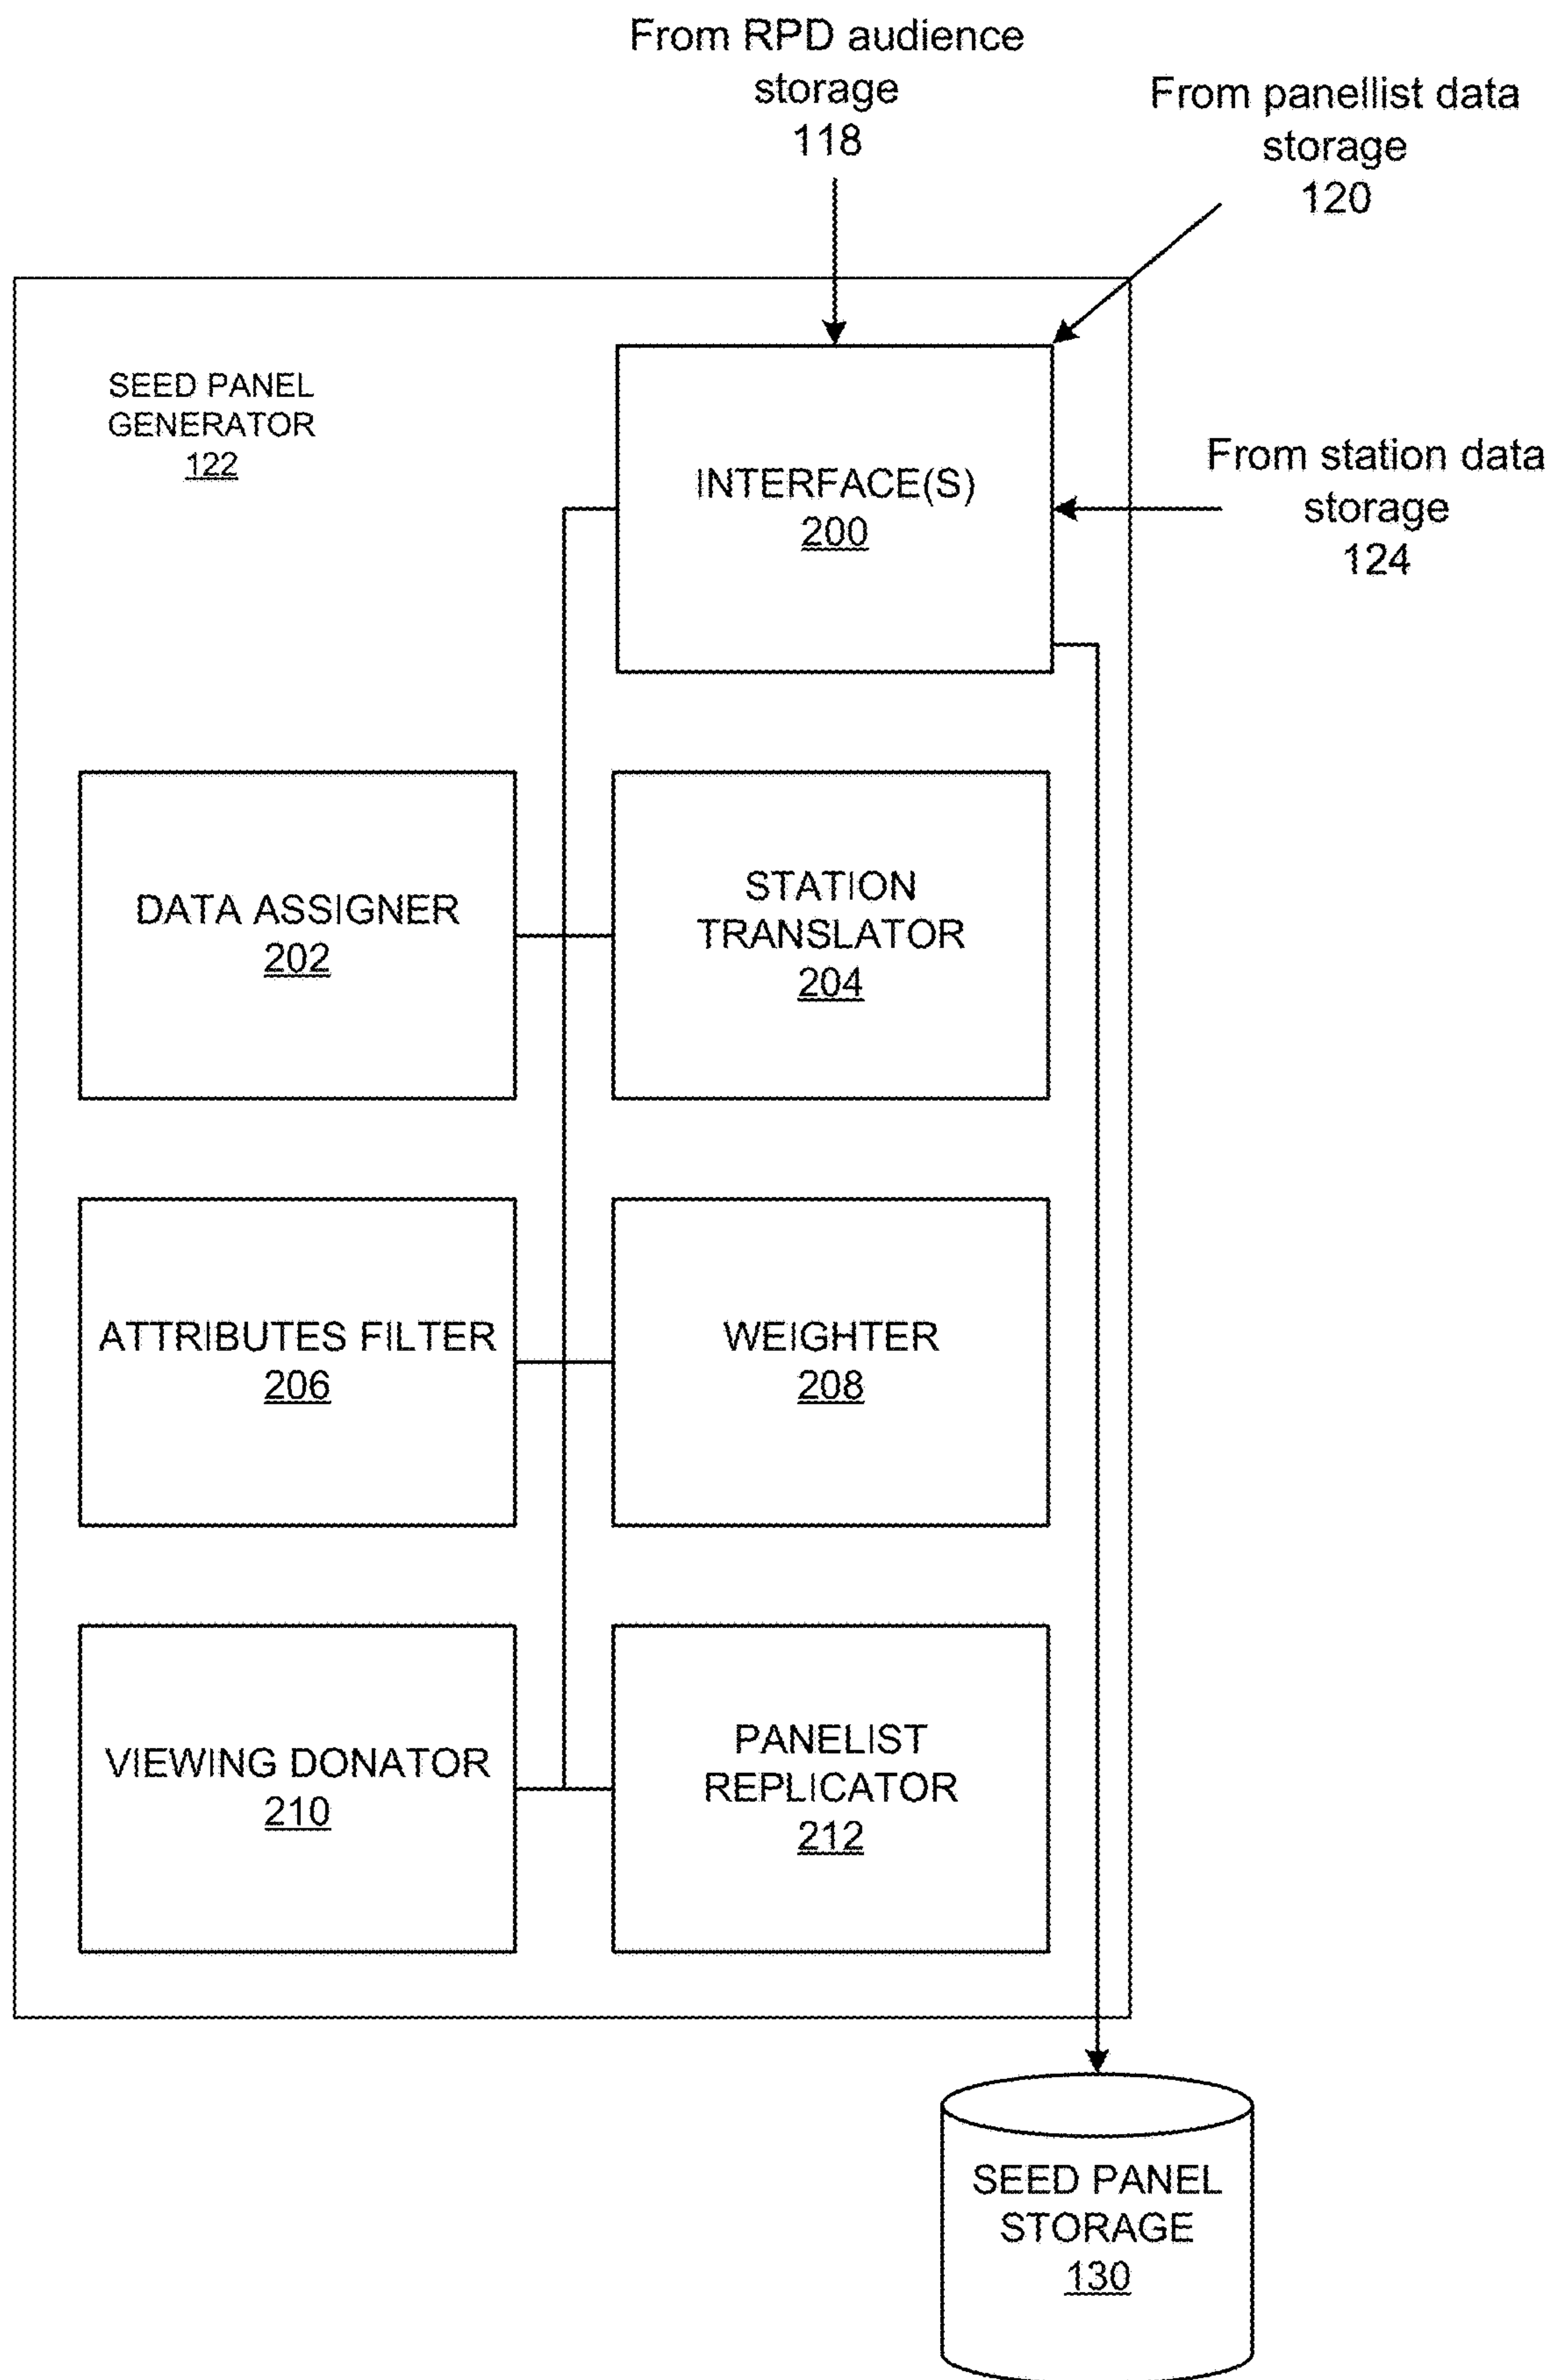 From RPD audience
storage
118
From panellist data
storage
120
SEED PANEL
GENERATOR
122
INTERFACE(S)
200
From station data
storage
124
DATA ASSIGNER
202
STATION
TRANSLATOR
204
ATTRIBUTES FILTER
206
WEIGHTER
208
VIEWING DONATOR
210
PANELIST
REPLICATOR
212
SEED PANEL
STORAGE
130